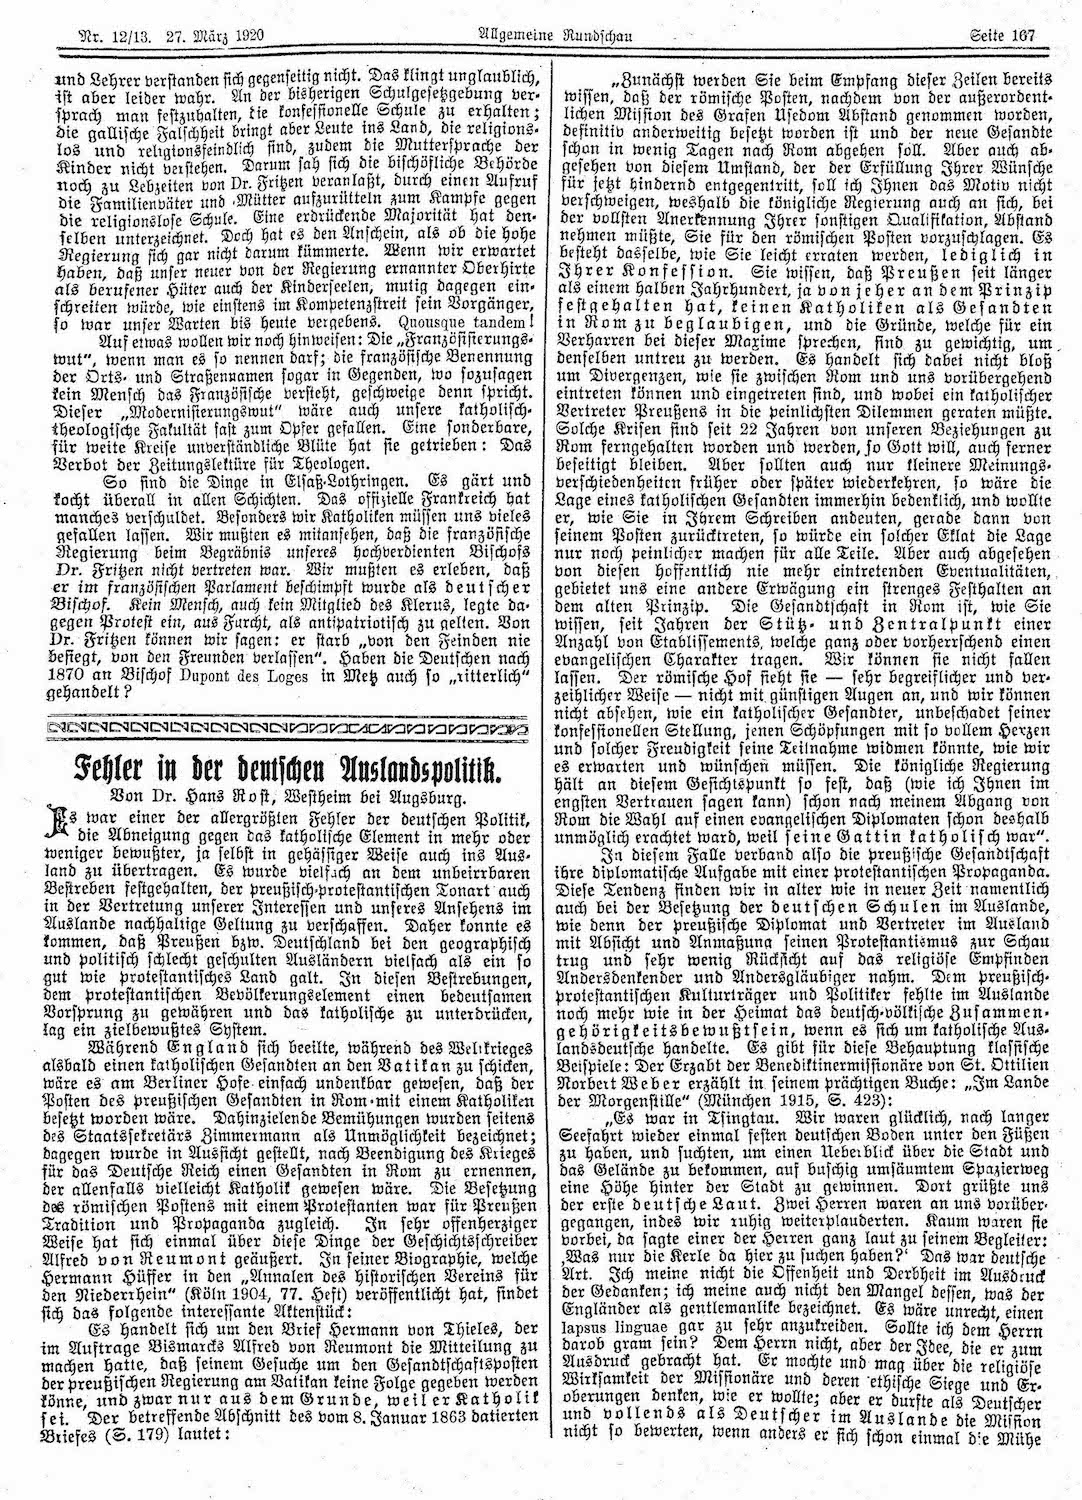 Nr. 12/13. 27. März 1920
Allgemeine Rundschau
Seite 167
und Lehrer verstanden sich gegenseitig nicht. Das klingt unglaublich,
ist aber leider wahr. An der bisherigen Schulgesetzgebung ver-
sprach man festzuhalten, die konfessionelle Schule zu erhalten;
die gallische Falschheit bringt aber Leute ins Land, die religions-
los und religionsfeindlich sind, zudem die Muttersprache der
Kinder nicht verstehen. Darum sah sich die bischöfliche Behörde
noch zu Lebzeiten von Dr. Fritzen veranlaßt, durch einen Aufruf
die Familienväter und Mütter aufzurütteln zum Kampfe gegen
die religionslose Schule. Eine erdrückende Majorität hat den-
selben unterzeichnet. Doch hat es den Anschein, als ob die hohe
Regierung sich gar nicht darum kümmerte. Wenn wir erwartet
haben, daß unser neuer von der Regierung ernannter Oberhirte
als berufener Hüter auch der Kinderseelen, mutig dagegen ein-
schreiten würde, wie einstens im Kompetenzstreit sein Vorgänger,
so war unser Warten bis heute vergebens. Quousque tandem!
Auf etwas wollen wir noch hinweisen: Die „Französisierungs-
wut“, wenn man es so nennen darf; die französische Benennung
der Orts- und Straßennamen sogar in Gegenden, wo sozusagen
kein Mensch das Französische versteht, geschweige denn spricht.
Dieser „Modernisierungswut“ wäre auch unsere katholisch-
theologische Fakultät fast zum Opfer gefallen. Eine sonderbare,
für weite Kreise unverständliche Blüte hat sie getrieben: Das
Verbot der Zeitungslektüre für Theologen.
So sind die Dinge in Elsaß-Lothringen. Es gärt und
kocht überall in allen Schichten. Das offizielle Frankreich hat
manches verschuldet. Besonders wir Katholiken müssen uns vieles
gefallen lassen. Wir mußten es mitansehen, daß die französische
Regierung beim Begräbnis unseres hochverdienten Bischofs
Dr. Fritzen nicht vertreten war. Wir mußten es erleben, daß
er im französischen Parlament beschimpft wurde als deutscher
Bischof. Kein Mensch, auch kein Mitglied des Klerus, legte da-
gegen Protest ein, aus Furcht, als antipatriotisch zu gelten. Von
Dr. Fritzen können wir sagen: er starb „von den Feinden nie
besiegt, von den Freunden verlassen“. Haben die Deutschen nach
1870 an Bischof Dupont des Loges in Metz auch so „ritterlich“
gehandelt?
Fehler in der deutschen Auslandspolitik.
Von Dr. Hans Rost, Westheim bei Augsburg.
Es war einer der allergrößten Fehler der deutschen Politik,
die Abneigung gegen das katholische Element in mehr oder
weniger bewußter, ja selbst in gehässiger Weise auch ins Aus-
land zu übertragen. Es wurde vielfach an dem unbeirrbaren
Bestreben festgehalten, der preußisch-protestantischen Tonart auch
in der Vertretung unserer Interessen und unseres Ansehens im
Auslande nachhaltige Geltung zu verschaffen. Daher konnte es
kommen, daß Preußen bzw. Deutschland bei den geographisch
und politisch schlecht geschulten Ausländern vielfach als ein so
gut wie protestantisches Land galt. In diesen Bestrebungen,
dem protestantischen Bevölkerungselement einen bedeutsamen
Vorsprung zu gewähren und das katholische zu unterdrücken,
lag ein zielbewußtes System.
Während England sich beeilte, während des Weltkrieges
alsbald einen katholischen Gesandten an den Vatikan zu schicken,
wäre es am Berliner Hofe einfach undenkbar gewesen, daß der
Posten des preußischen Gesandten in Rom mit einem Katholiken
besetzt worden wäre. Dahinzielende Bemühungen wurden seitens
des Staatssekretärs Zimmermann als Unmöglichkeit bezeichnet;
dagegen wurde in Aussicht gestellt, nach Beendigung des Krieges
für das Deutsche Reich einen Gesandten in Rom zu ernennen,
der allenfalls vielleicht Katholik gewesen wäre. Die Besetzung
des römischen Postens mit einem Protestanten war für Preußen
Tradition und Propaganda zugleich. In sehr offenherziger
Weise hat sich einmal über diese Dinge der Geschichtsschreiber
Alfred von Reumont geäußert. In seiner Biographie, welche
Hermann Hüffer in den „Annalen des historischen Vereins für
den Niederrhein“ (Köln 1904, 77. Heft) veröffentlicht hat, findet
sich das folgende interessante Aktenstück:
Es handelt sich um den Brief Hermann von Thieles, der
im Auftrage Bismarcks Alfred von Reumont die Mitteilung zu
machen hatte, daß seinem Gesuche um den Gesandtschaftsposten
der preußischen Regierung am Vatikan keine Folge gegeben werden
könne, und zwar nur aus dem Grunde, weil er Katholik
sei. Der betreffende Abschnitt des vom 8. Januar 1863 datierten
Briefes (S. 179) lautet:
„Zunächst werden Sie beim Empfang dieser Zeilen bereits
wissen, daß der römische Posten, nachdem von der außerordent-
lichen Mission des Grafen Usedom Abstand genommen worden,
definitiv anderweitig besetzt worden ist und der neue Gesandte
schon in wenig Tagen nach Rom abgehen soll. Aber auch ab-
gesehen von diesem Umstand, der der Erfüllung Ihrer Wünsche
für jetzt hindernd entgegentritt, soll ich Ihnen das Motiv nicht
verschweigen, weshalb die königliche Regierung auch an sich, bei
der vollsten Anerkennung Ihrer sonstigen Qualifikation, Abstand
nehmen müßte, Sie für den römischen Posten vorzuschlagen. Es
besteht dasselbe, wie Sie leicht erraten werden, lediglich in
Ihrer Konfession. Sie wissen, daß Preußen seit länger
als einem halben Jahrhundert, ja von jeher an dem Prinzip
festgehalten hat, keinen Katholiken als Gesandten
in Rom zu beglaubigen, und die Gründe, welche für ein
Verharren bei dieser Maxime sprechen, sind zu gewichtig, um
denselben untreu zu werden. Es handelt sich dabei nicht bloß
um Divergenzen, wie sie zwischen Rom und uns vorübergehend
eintreten können und eingetreten sind, und wobei ein katholischer
Vertreter Preußens in die peinlichsten Dilemmen geraten müßte.
Solche Krisen sind seit 22 Jahren von unseren Beziehungen zu
Rom ferngehalten worden und werden, so Gott will, auch ferner
beseitigt bleiben. Aber sollten auch nur kleinere Meinungs-
verschiedenheiten früher oder später wiederkehren, so wäre die
Lage eines katholischen Gesandten immerhin bedenklich, und wollte
er, wie Sie in Ihrem Schreiben andeuten, gerade dann von
seinem Posten zurücktreten, so würde ein solcher Eklat die Lage
nur noch peinlicher machen für alle Teile. Aber auch abgesehen
von diesen hoffentlich nie mehr eintretenden Eventualitäten,
gebietet uns eine andere Erwägung ein strenges Festhalten an
dem alten Prinzip. Die Gesandtschaft in Rom ist, wie Sie
wissen, seit Jahren der Stütz- und Zentralpunkt einer
Anzahl von Etablissements, welche ganz oder vorherrschend einen
evangelischen Charakter tragen. Wir können sie nicht fallen
lassen. Der römische Hof sieht sie — sehr begreiflicher und ver-
zeihlicher Weise — nicht mit günstigen Augen an, und wir können
nicht absehen, wie ein katholischer Gesandter, unbeschadet seiner
konfessionellen Stellung, jenen Schöpfungen mit so vollem Herzen
und solcher Freudigkeit seine Teilnahme widmen könnte, wie wir
es erwarten und wünschen müssen. Die königliche Regierung
hält an diesem Gesichtspunkt so fest, daß (wie ich Ihnen im
engsten Vertrauen sagen kann) schon nach meinem Abgang von
Rom die Wahl auf einen evangelischen Diplomaten schon deshalb
unmöglich erachtet ward, weil seine Gattin katholisch war“.
In diesem Falle verband also die preußische Gesandtschaft
ihre diplomatische Aufgabe mit einer protestantischen Propaganda.
Diese Tendenz finden wir in alter wie in neuer Zeit namentlich
auch bei der Besetzung der deutschen Schulen im Auslande,
wie denn der preußische Diplomat und Vertreter im Ausland
mit Absicht und Anmaßung seinen Protestantismus zur Schau
trug und sehr wenig Rücksicht auf das religiöse Empfinden
Andersdenkender und Andersgläubiger nahm. Dem preußisch-
protestantischen Kulturträger und Politiker fehlte im Auslande
noch mehr wie in der Heimat das deutsch-völkische Zusammen-
gehörigkeitsbewußtsein, wenn es sich um katholische Aus-
landsdeutsche handelte. Es gibt für diese Behauptung klassische
Beispiele: Der Erzabt der Benediktinermissionäre von St. Ottilien
Norbert Weber erzählt in seinem prächtigen Buche: „Im Lande
der Morgenstille“ (München 1915, S. 423):
„Es war in Tsingtau. Wir waren glücklich, nach langer
Seefahrt wieder einmal festen deutschen Boden unter den Füßen
zu haben, und suchten, um einen Ueberblick über die Stadt und
das Gelände zu bekommen, auf buschig umsäumtem Spazierweg
eine Höhe hinter der Stadt zu gewinnen. Dort grüßte uns
der erste deutsche Laut. Zwei Herren waren an uns vorüber-
gegangen, indes wir ruhig weiterplauderten. Kaum waren sie
vorbei, da sagte einer der Herren ganz laut zu seinem Begleiter:
‚Was nur die Kerle da hier zu suchen haben?‘ Das war deutsche
Art. Ich meine nicht die Offenheit und Derbheit im Ausdruck
der Gedanken; ich meine auch nicht den Mangel dessen, was der
Engländer als gentlemanlike bezeichnet. Es wäre unrecht, einen
lapsus linguae gar zu sehr anzukreiden. Sollte ich dem Herrn
darob gram sein? Dem Herrn nicht, aber der Idee, die er zum
Ausdruck gebracht hat. Er mochte und mag über die religiöse
Wirksamkeit der Missionäre und deren ethische Siege und Er-
oberungen denken, wie er wollte; aber er durfte als Deutscher
und vollends als Deutscher im Auslande die Mission
nicht so bewerten, wenn anders er sich schon einmal die Mühe